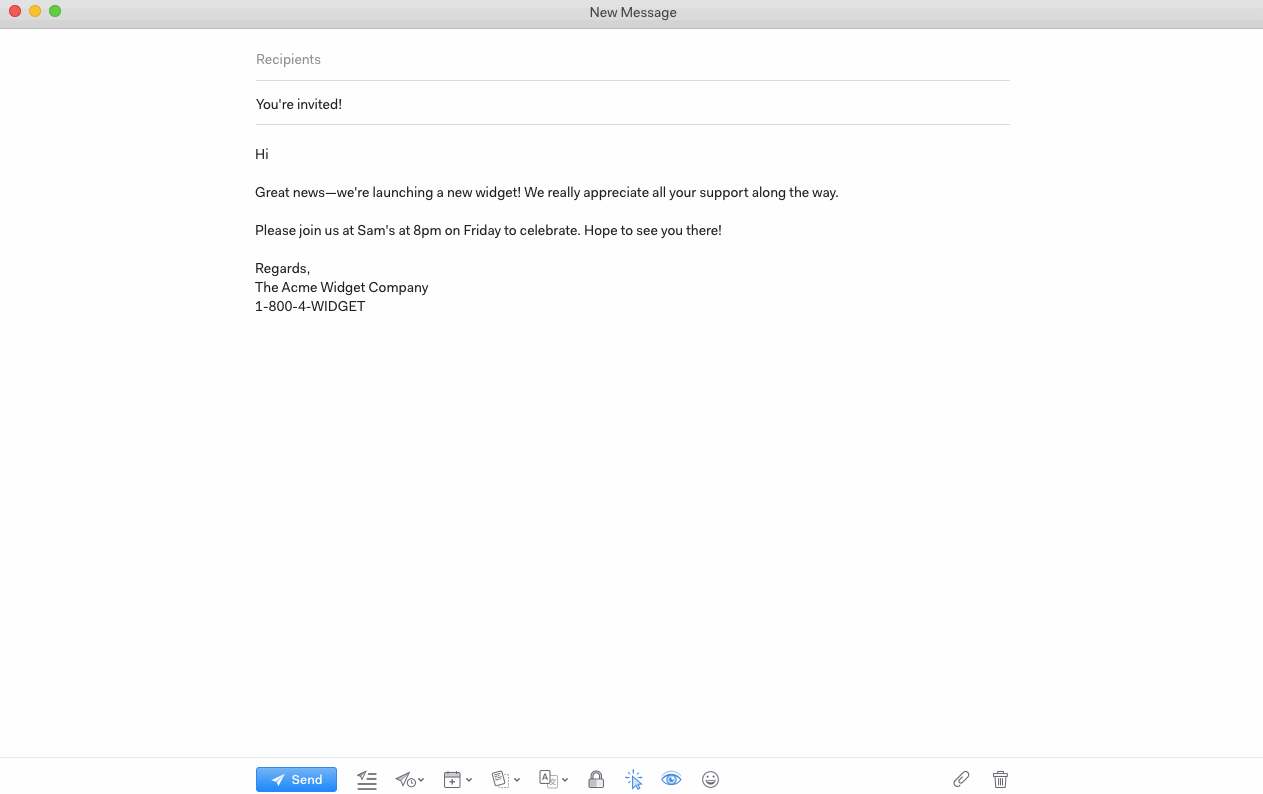 New Message
Recipients
You're invited!
Hi
Great news—we're launching a new widget! We really appreciate all your support along the way.
Please join us at Sam's at 8pm on Friday to celebrate. Hope to see you there!
Regards,
The Acme Widget Company
1-800-4-WIDGET
Send